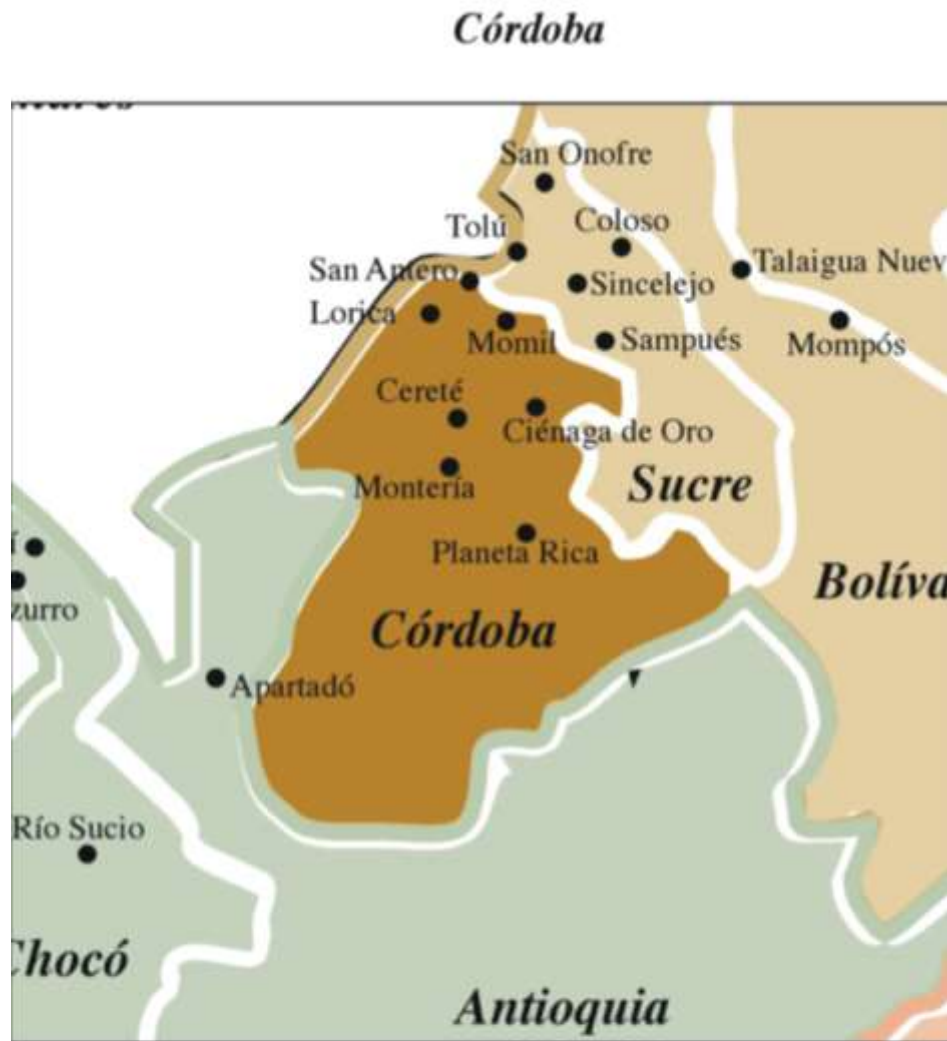 Córdoba
San Onofre
Tolú
Coloso
San Antero
Talaigua Nuev
Sincelejo
Lorica
Momil
Sampués
Mompós
Cereté
Ciénaga de Oro
Montería
Sucre
Planeta Rica
Bolíva
zurro
Córdoba
Apartadó
Río Sucio
Chocó
Antioquia